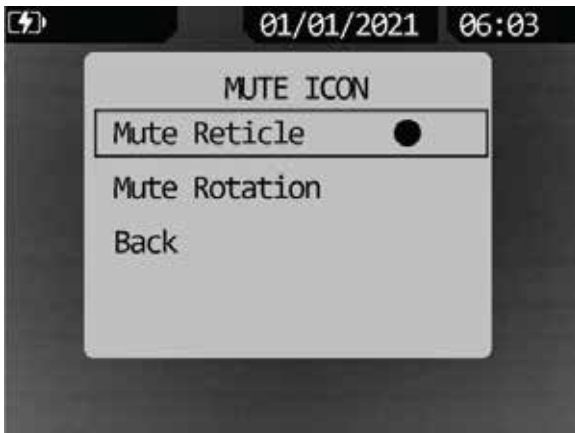 01/01/2021 06:03
MUTE ICON
Mute Reticle
Mute Rotation
Back